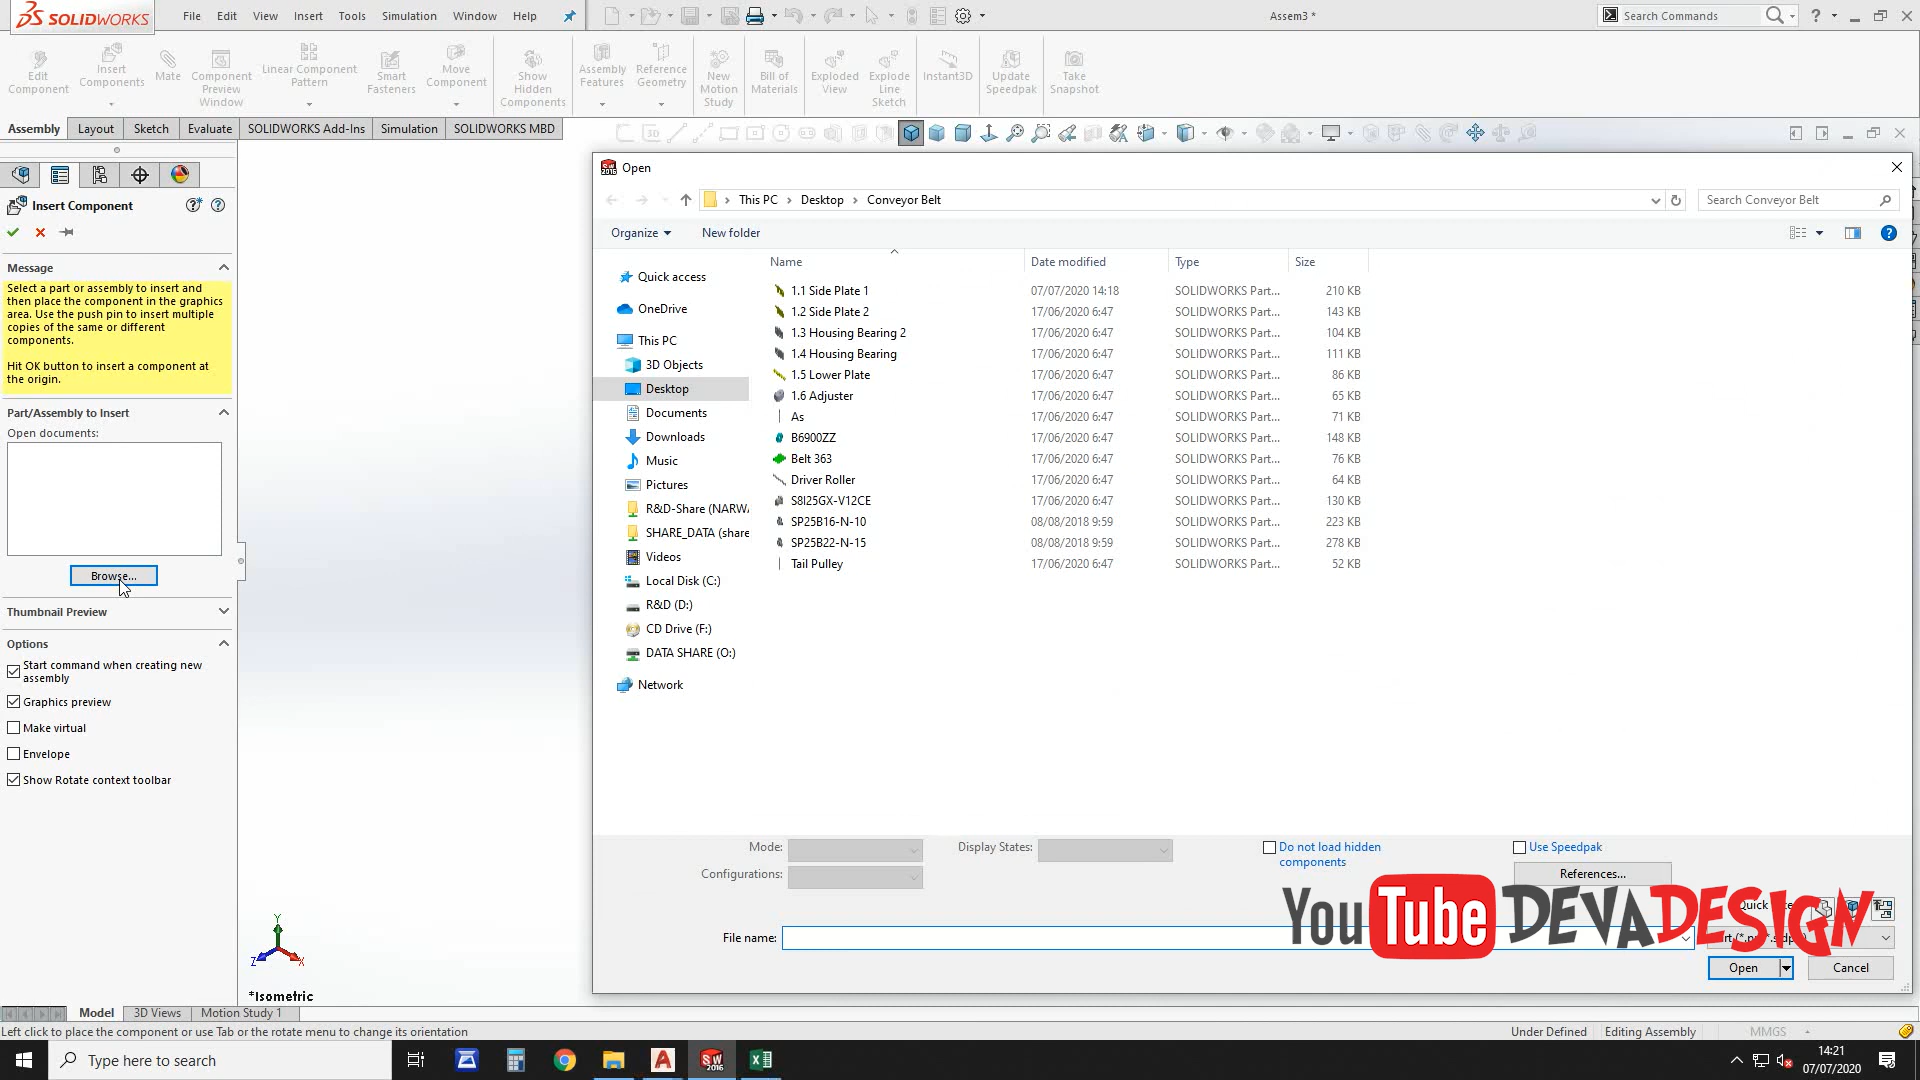 SOLIDWORKS File Edit View Insert Tools Simulation Window Help Assem3 * Search Commands
Edit Component
Insert Components
Mate
Component Preview Window
Linear Component Pattern
Smart Fasteners
Move Component
Show Hidden Components
Assembly Features
Reference Geometry
New Motion Study
Bill of Materials
Exploded View
Explode Line Sketch
Instant3D
Update Speedpak
Take Snapshot
Assembly Layout Sketch Evaluate SOLIDWORKS Add-Ins Simulation SOLIDWORKS MBD
Insert Component
Message
Select a part or assembly to insert and
then place the component in the graphics
area. Use the push pin to insert multiple
copies of the same or different
components.
Hit OK button to insert a component at
the origin.
Part/Assembly to Insert
Open documents:
Browse...
Thumbnail Preview
Options
Start command when creating new
assembly
Graphics preview
Make virtual
Envelope
Show Rotate context toolbar
Open
This PC > Desktop > Conveyor Belt
Search Conveyor Belt
Organize New folder
Quick access
OneDrive
This PC
3D Objects
Desktop
Documents
Downloads
Music
Pictures
R&D-Share (NARWA
SHARE_DATA (share
Videos
Local Disk (C:)
R&D (D:)
CD Drive (F:)
DATA SHARE (O:)
Network
Name Date modified Type Size
1.1 Side Plate 1 07/07/2020 14:18 SOLIDWORKS Part... 210 KB
1.2 Side Plate 2 17/06/2020 6:47 SOLIDWORKS Part... 143 KB
1.3 Housing Bearing 2 17/06/2020 6:47 SOLIDWORKS Part... 104 KB
1.4 Housing Bearing 17/06/2020 6:47 SOLIDWORKS Part... 111 KB
1.5 Lower Plate 17/06/2020 6:47 SOLIDWORKS Part... 86 KB
1.6 Adjuster 17/06/2020 6:47 SOLIDWORKS Part... 65 KB
As 17/06/2020 6:47 SOLIDWORKS Part... 71 KB
B6900ZZ 17/06/2020 6:47 SOLIDWORKS Part... 148 KB
Belt 363 17/06/2020 6:47 SOLIDWORKS Part... 76 KB
Driver Roller 17/06/2020 6:47 SOLIDWORKS Part... 64 KB
S8I25GX-V12CE 17/06/2020 6:47 SOLIDWORKS Part... 130 KB
SP25B16-N-10 08/08/2018 9:59 SOLIDWORKS Part... 223 KB
SP25B22-N-15 08/08/2018 9:59 SOLIDWORKS Part... 278 KB
Tail Pulley 17/06/2020 6:47 SOLIDWORKS Part... 52 KB
Mode:
Display States:
Do not load hidden
components
Use Speedpak
Configurations:
References...
Quick
File name:
YouTube DEVADESIGN
Open Cancel
*Isometric
Y
Z X
Model 3D Views Motion Study 1
Left click to place the component or use Tab or the rotate menu to change its orientation Under Defined Editing Assembly MMGS
Type here to search
SW 2016
14:21
07/07/2020